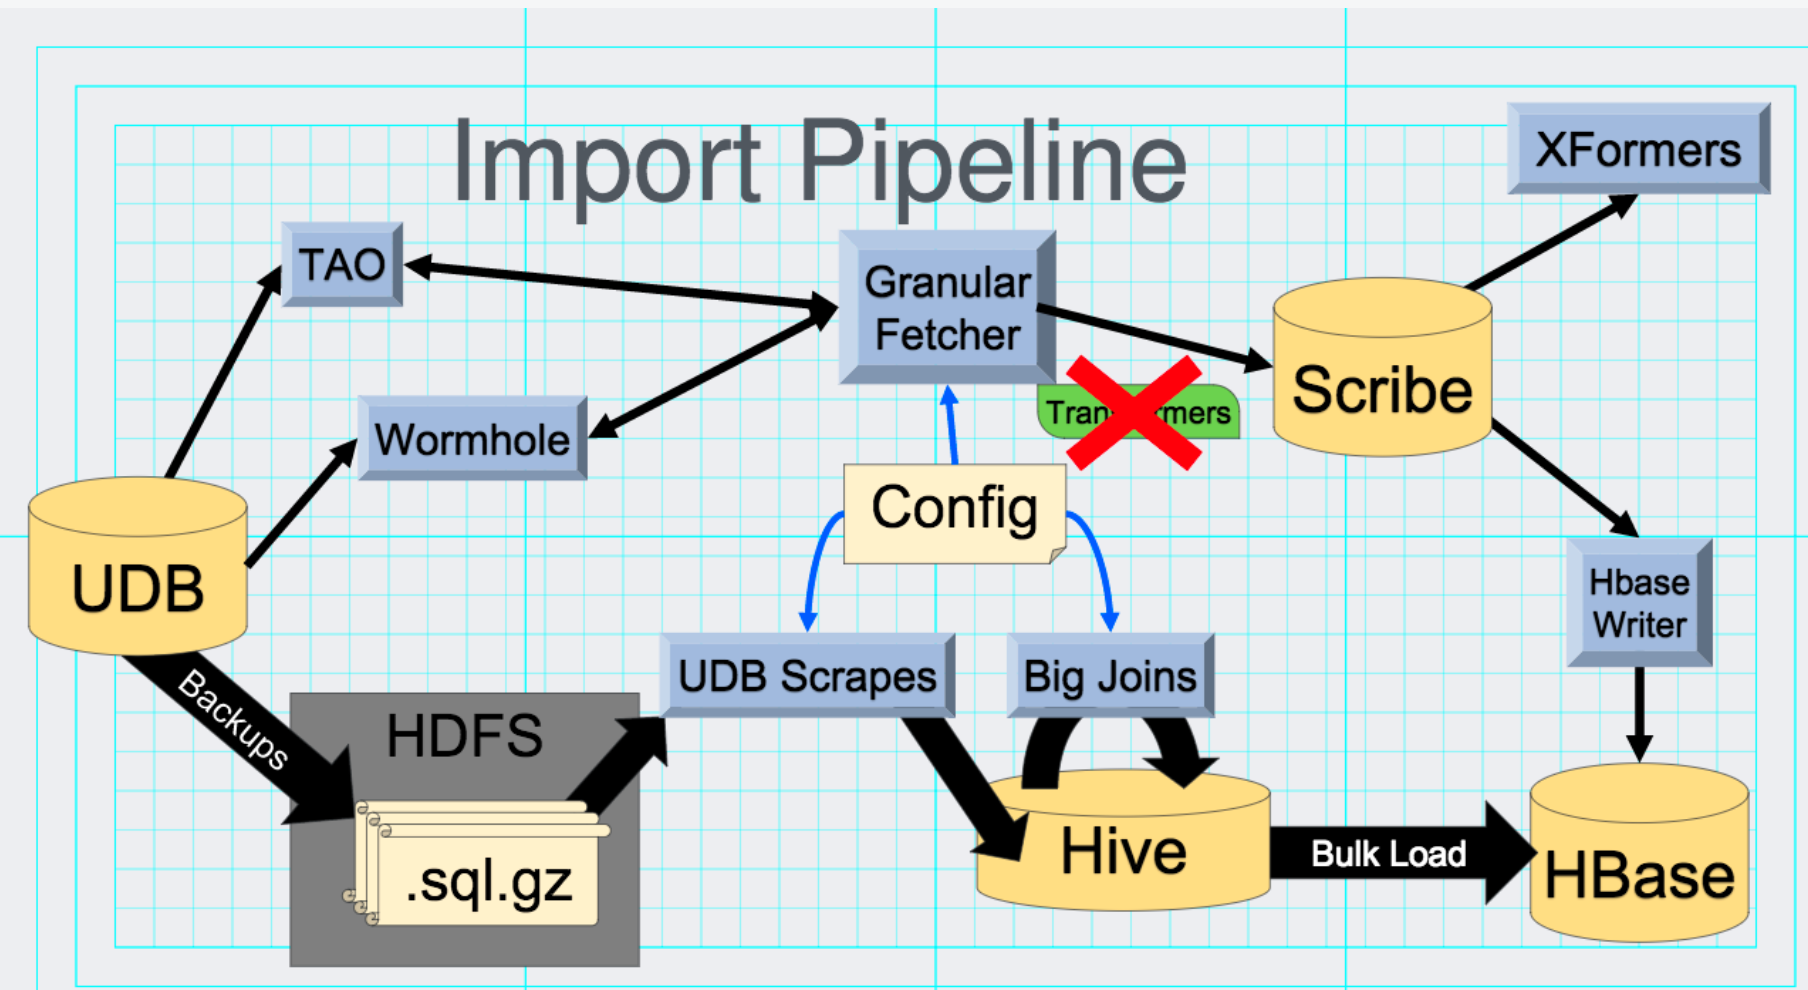 Import Pipeline
XFormers
TAO
Granular
Fetcher
Scribe
Wormhole
Config
UDB
Hbase
Writer
UDB Scrapes
Big Joins
Backups
HDFS
.sql.gz
Hive
Bulk Load
HBase